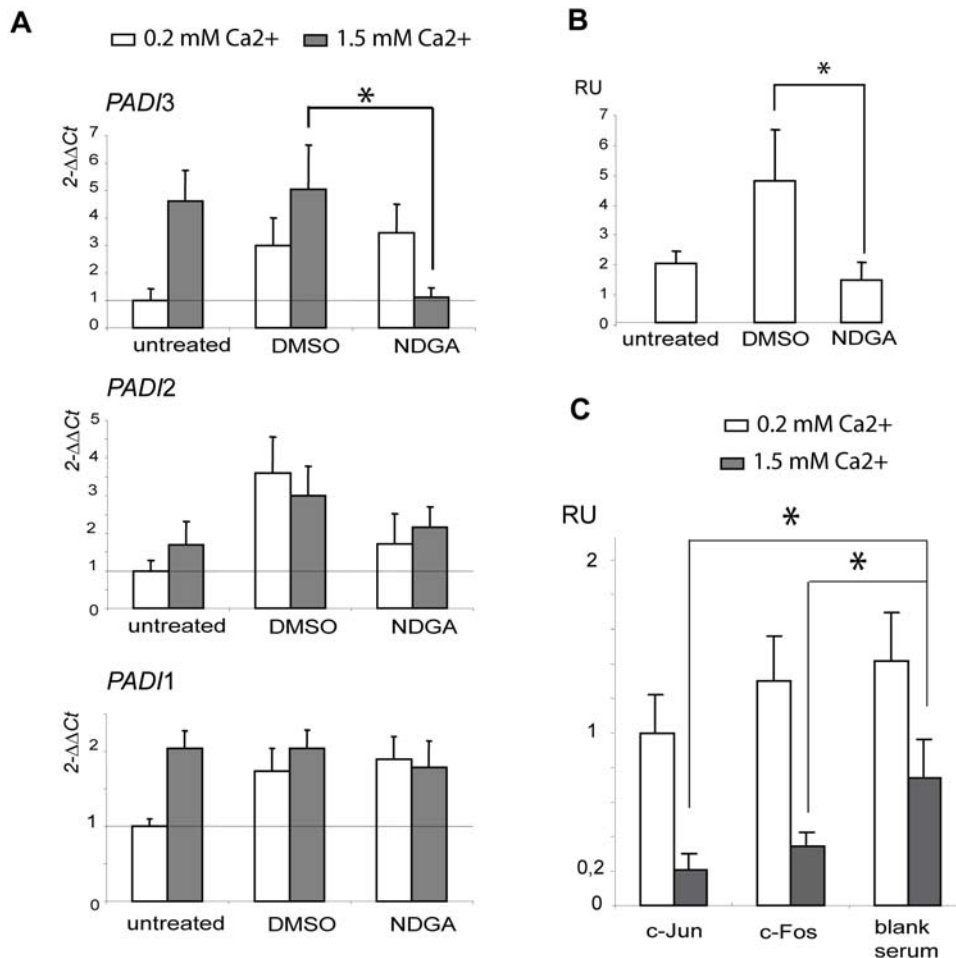 A
0.2 mM Ca2+ 1.5 mM Ca2+
PADI3
2-ΔΔCt
7
6
5
4
3
2
1
0
untreated DMSO NDGA
*
PADI2
2-ΔΔCt
5
4
3
2
1
0
untreated DMSO NDGA
PADI1
2-ΔΔCt
2
1
0
untreated DMSO NDGA
B
RU
*
7
6
5
4
3
2
1
0
untreated DMSO NDGA
C
0.2 mM Ca2+
1.5 mM Ca2+
RU
*
*
2
1
0,2
0
c-Jun c-Fos blank
serum